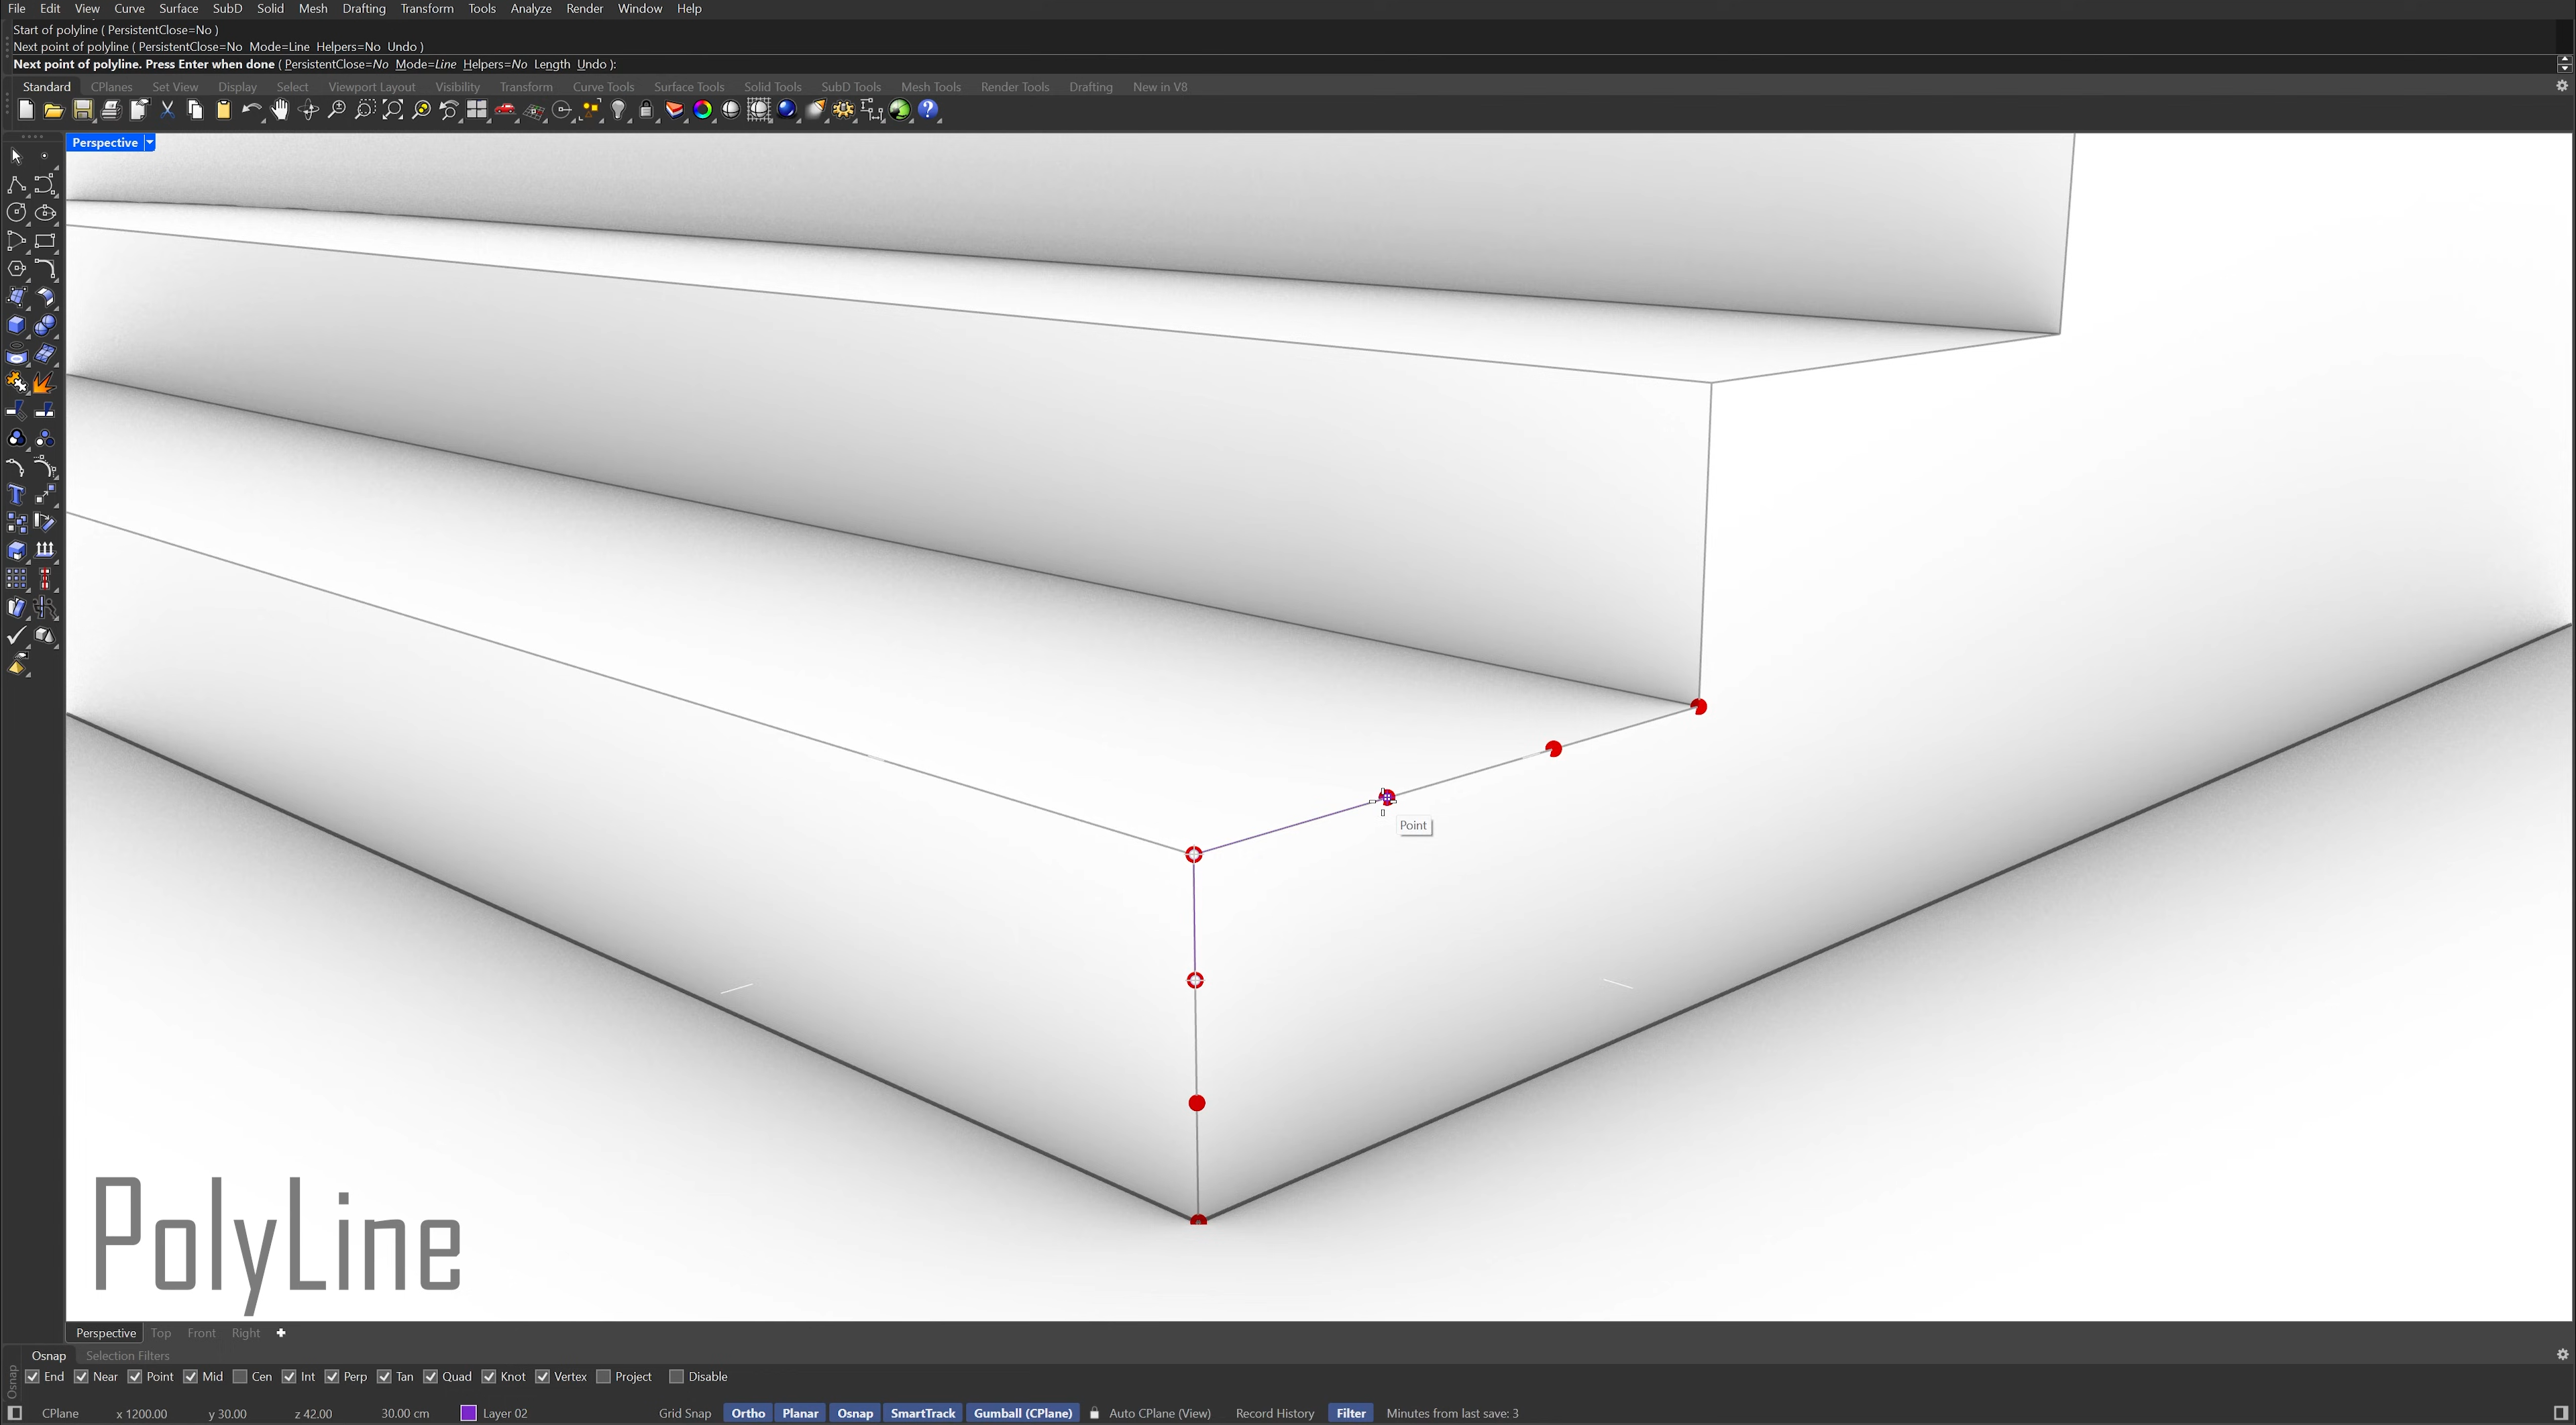 File Edit View Curve Surface SubD Solid Mesh Drafting Transform Tools Analyze Render Window Help
Start of polyline ( PersistentClose=No )
Next point of polyline ( PersistentClose=No Mode=Line Helpers=No Undo )
Next point of polyline. Press Enter when done ( PersistentClose=No Mode=Line Helpers=No Length Undo ):
Standard CPlanes Set View Display Select Viewport Layout Visibility Transform Curve Tools Surface Tools Solid Tools SubD Tools Mesh Tools Render Tools Drafting New in V8
Perspective
Point
PolyLine
Perspective Top Front Right
Osnap Selection Filters
Osnap
End Near Point Mid Cen Int Perp Tan Quad Knot Vertex Project Disable
CPlane x 1200.00 y 30.00 z 42.00 30.00 cm Layer 02 Grid Snap Ortho Planar Osnap SmartTrack Gumball (CPlane) Auto CPlane (View) Record History Filter Minutes from last save: 3